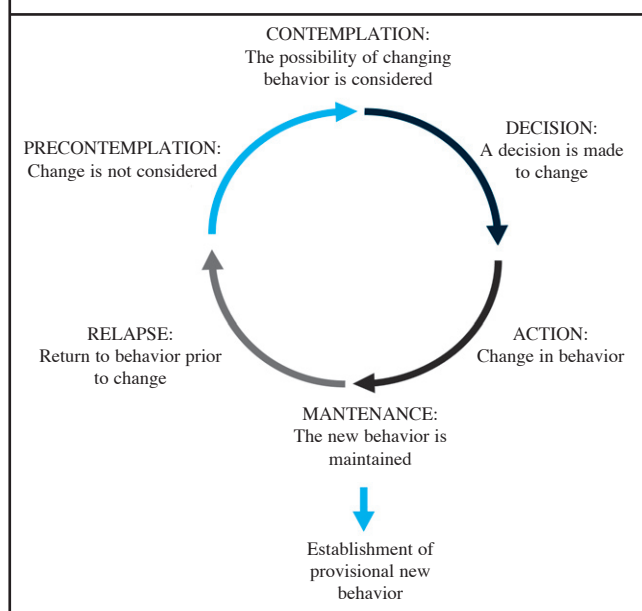 CONTEMPLATION:
The possibility of changing
behavior is considered
DECISION:
A decision is made
to change
PRECONTEMPLATION:
Change is not considered
RELAPSE:
Return to behavior prior
to change
ACTION:
Change in behavior
MANTENANCE:
The new behavior is
maintained
Establishment of
provisional new
behavior